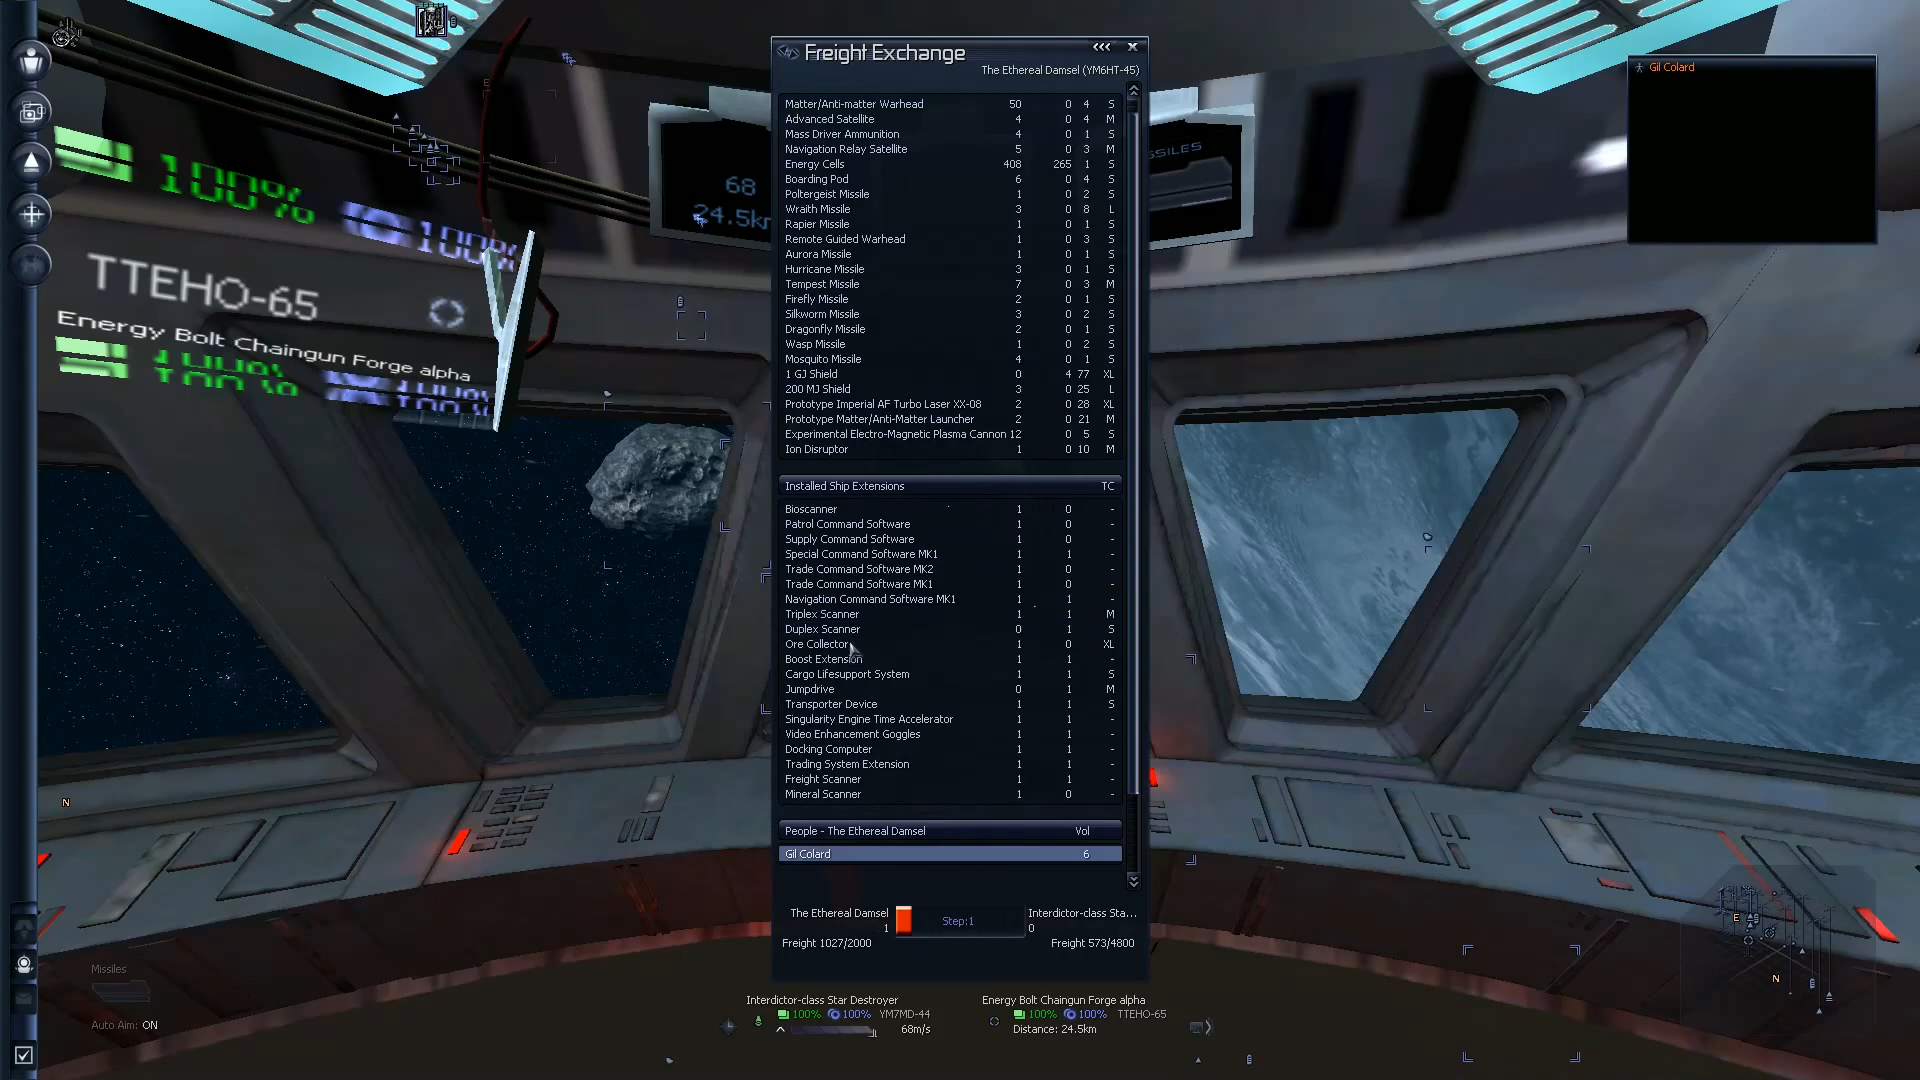 Freight Exchange
The Ethereal Damsel (YM6HT-45)
Matter/Anti-matter Warhead 50 0 4 S
Advanced Satellite 4 0 4 M
Mass Driver Ammunition 4 0 1 S
Navigation Relay Satellite 5 0 3 M
Energy Cells 408 265 1 S
Boarding Pod 6 0 4 S
Poltergeist Missile 1 0 2 S
Wraith Missile 3 0 8 L
Rapier Missile 1 0 1 S
Remote Guided Warhead 1 0 3 S
Aurora Missile 1 0 1 S
Hurricane Missile 3 0 1 S
Tempest Missile 7 0 3 M
Firefly Missile 2 0 1 S
Silkworm Missile 3 0 2 S
Dragonfly Missile 2 0 1 S
Wasp Missile 1 0 2 S
Mosquito Missile 4 0 1 S
1 GJ Shield 0 4 77 XL
200 MJ Shield 3 0 25 L
Prototype Imperial AF Turbo Laser XX-08 2 0 28 XL
Prototype Matter/Anti-Matter Launcher 2 0 21 M
Experimental Electro-Magnetic Plasma Cannon 12 0 5 S
Ion Disruptor 1 0 10 M
Installed Ship Extensions TC
Bioscanner 1 0 -
Patrol Command Software 1 0 -
Supply Command Software 1 0 -
Special Command Software MK1 1 1 -
Trade Command Software MK2 1 0 -
Trade Command Software MK1 1 0 -
Navigation Command Software MK1 1 1 -
Triplex Scanner 1 1 M
Duplex Scanner 0 1 S
Ore Collector 1 0 XL
Boost Extension 1 1 -
Cargo Lifesupport System 1 1 S
Jumpdrive 0 1 M
Transporter Device 1 1 S
Singularity Engine Time Accelerator 1 1 -
Video Enhancement Goggles 1 1 -
Docking Computer 1 1 -
Trading System Extension 1 1 -
Freight Scanner 1 1 -
Mineral Scanner 1 0 -
People - The Ethereal Damsel Vol
Gil Colard 6
The Ethereal Damsel
1
Step:1
Interdictor-class Sta...
0
Freight 1027/2000
Freight 573/4800
Gil Colard
100%
100%
TTEHO-65
Energy Bolt Chaingun Forge alpha
100%
100%
68
24.5km
E
N
E
N
Missiles
Auto Aim: ON
Interdictor-class Star Destroyer
100% 100% YM7MD-44
68m/s
Energy Bolt Chaingun Forge alpha
100% 100% TTEHO-65
Distance: 24.5km